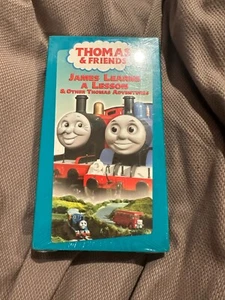 THOMAS
& FRIENDS
JAMES LEARNS
A LESSON
& OTHER THOMAS ADVENTURES